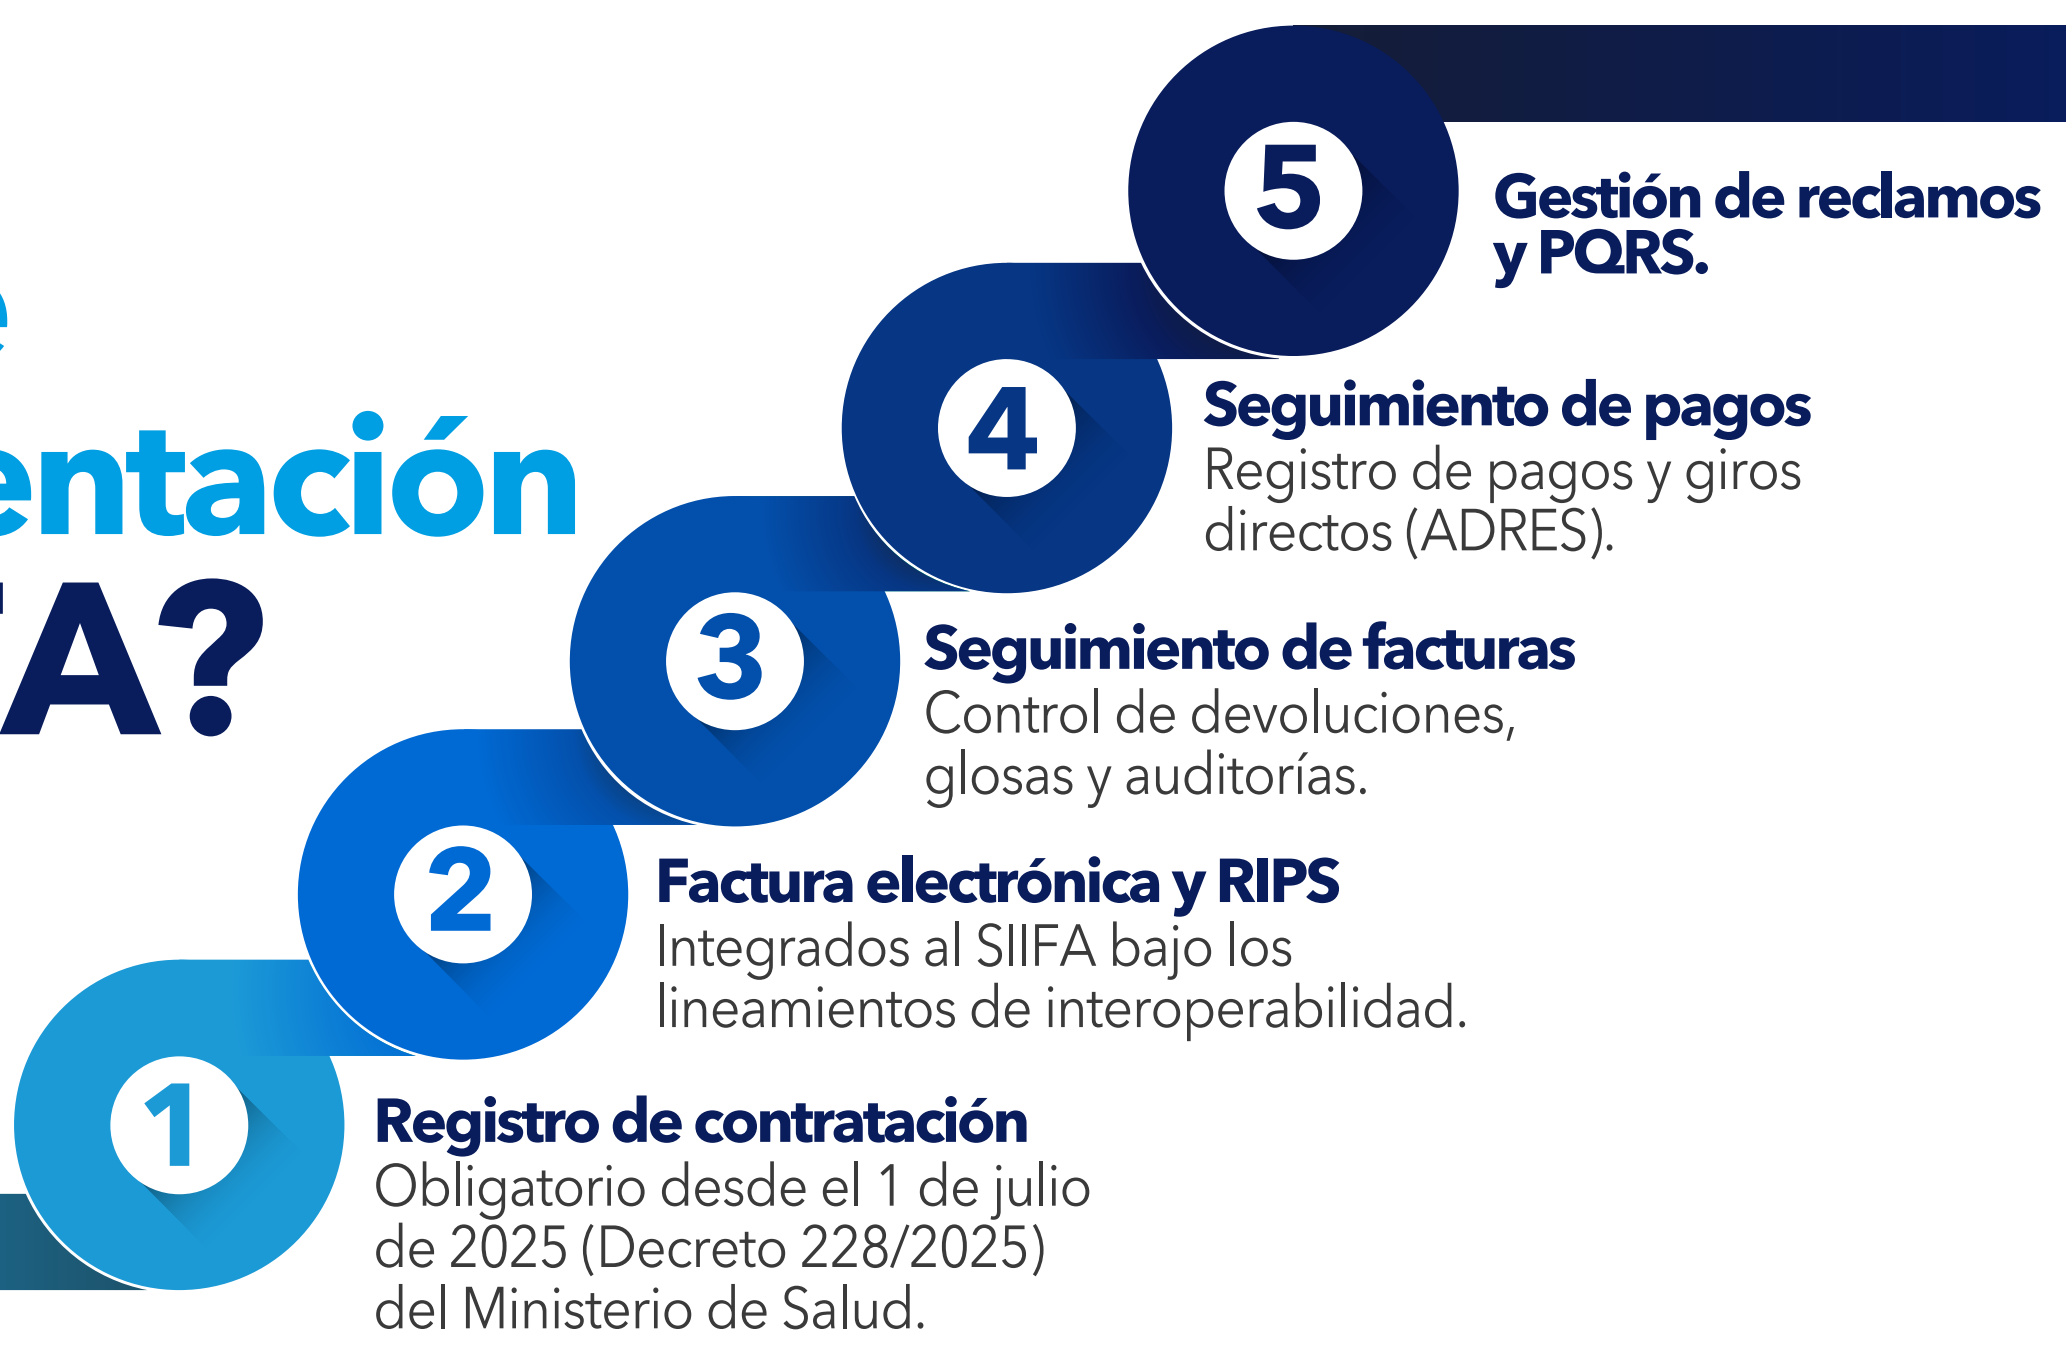 5
Gestión de reclamos
y PQRS.
4
Seguimiento de pagos
Registro de pagos y giros
directos (ADRES).
3
Seguimiento de facturas
Control de devoluciones,
glosas y auditorías.
2
Factura electrónica y RIPS
Integrados al SIIFA bajo los
lineamientos de interoperabilidad.
1
Registro de contratación
Obligatorio desde el 1 de julio
de 2025 (Decreto 228/2025)
del Ministerio de Salud.